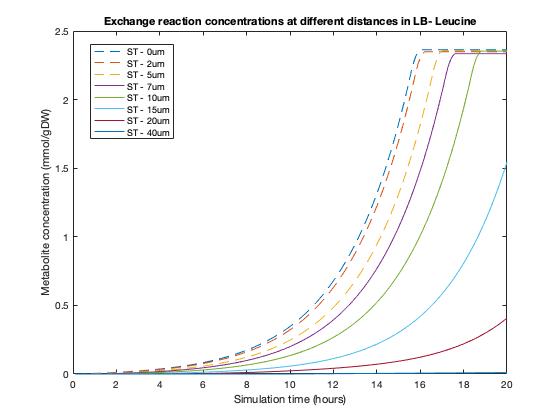 Exchange reaction concentrations at different distances in LB- Leucine
2.5
2
1.5
1
0.5
0
Metabolite concentration (mmol/gDW)
ST - 0um
ST - 2um
ST - 5um
ST - 7um
ST - 10um
ST - 15um
ST - 20um
ST - 40um
0 2 4 6 8 10 12 14 16 18 20
Simulation time (hours)